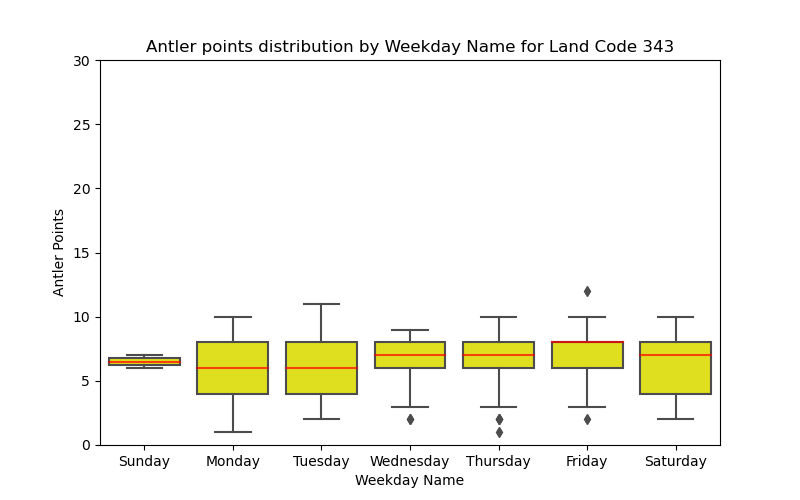 Antler points distribution by Weekday Name for Land Code 343
30
25
20
15
10
5
0
Antler Points
Sunday Monday Tuesday Wednesday Thursday Friday Saturday
Weekday Name